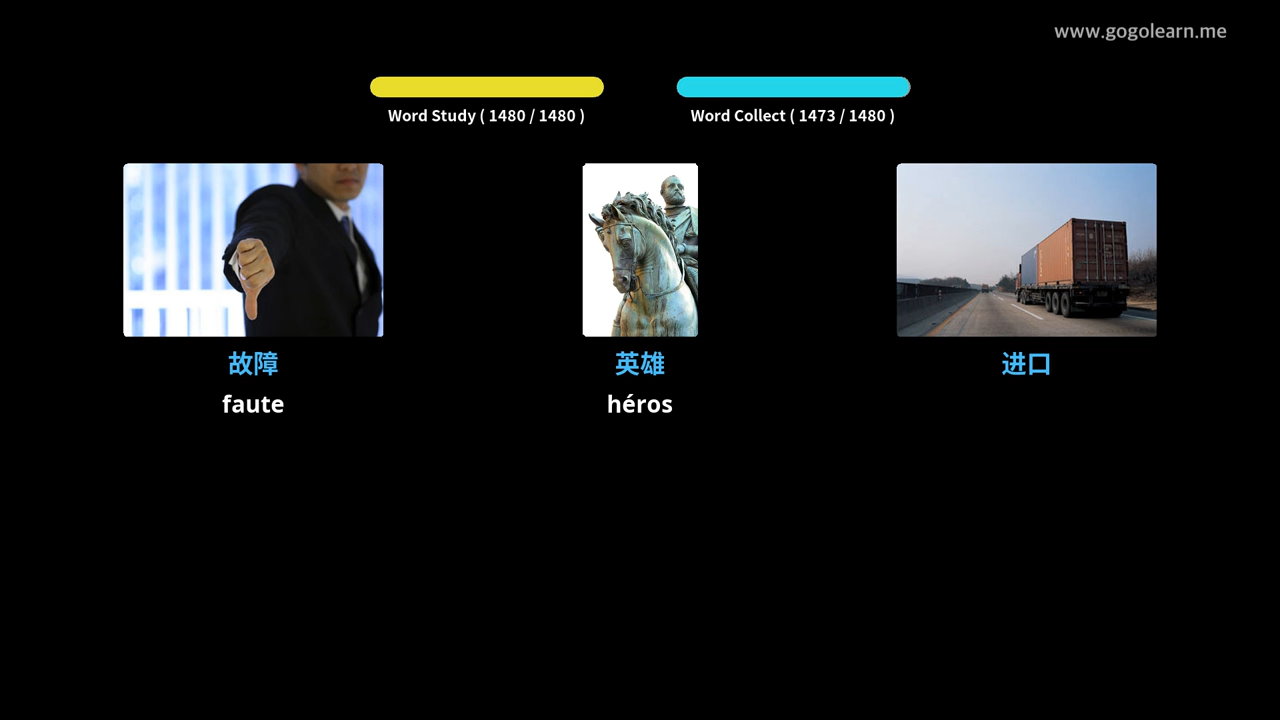 www.gogolearn.me
Word Study ( 1480 / 1480 )
Word Collect ( 1473 / 1480 )
故障
英雄
进口
faute
héros